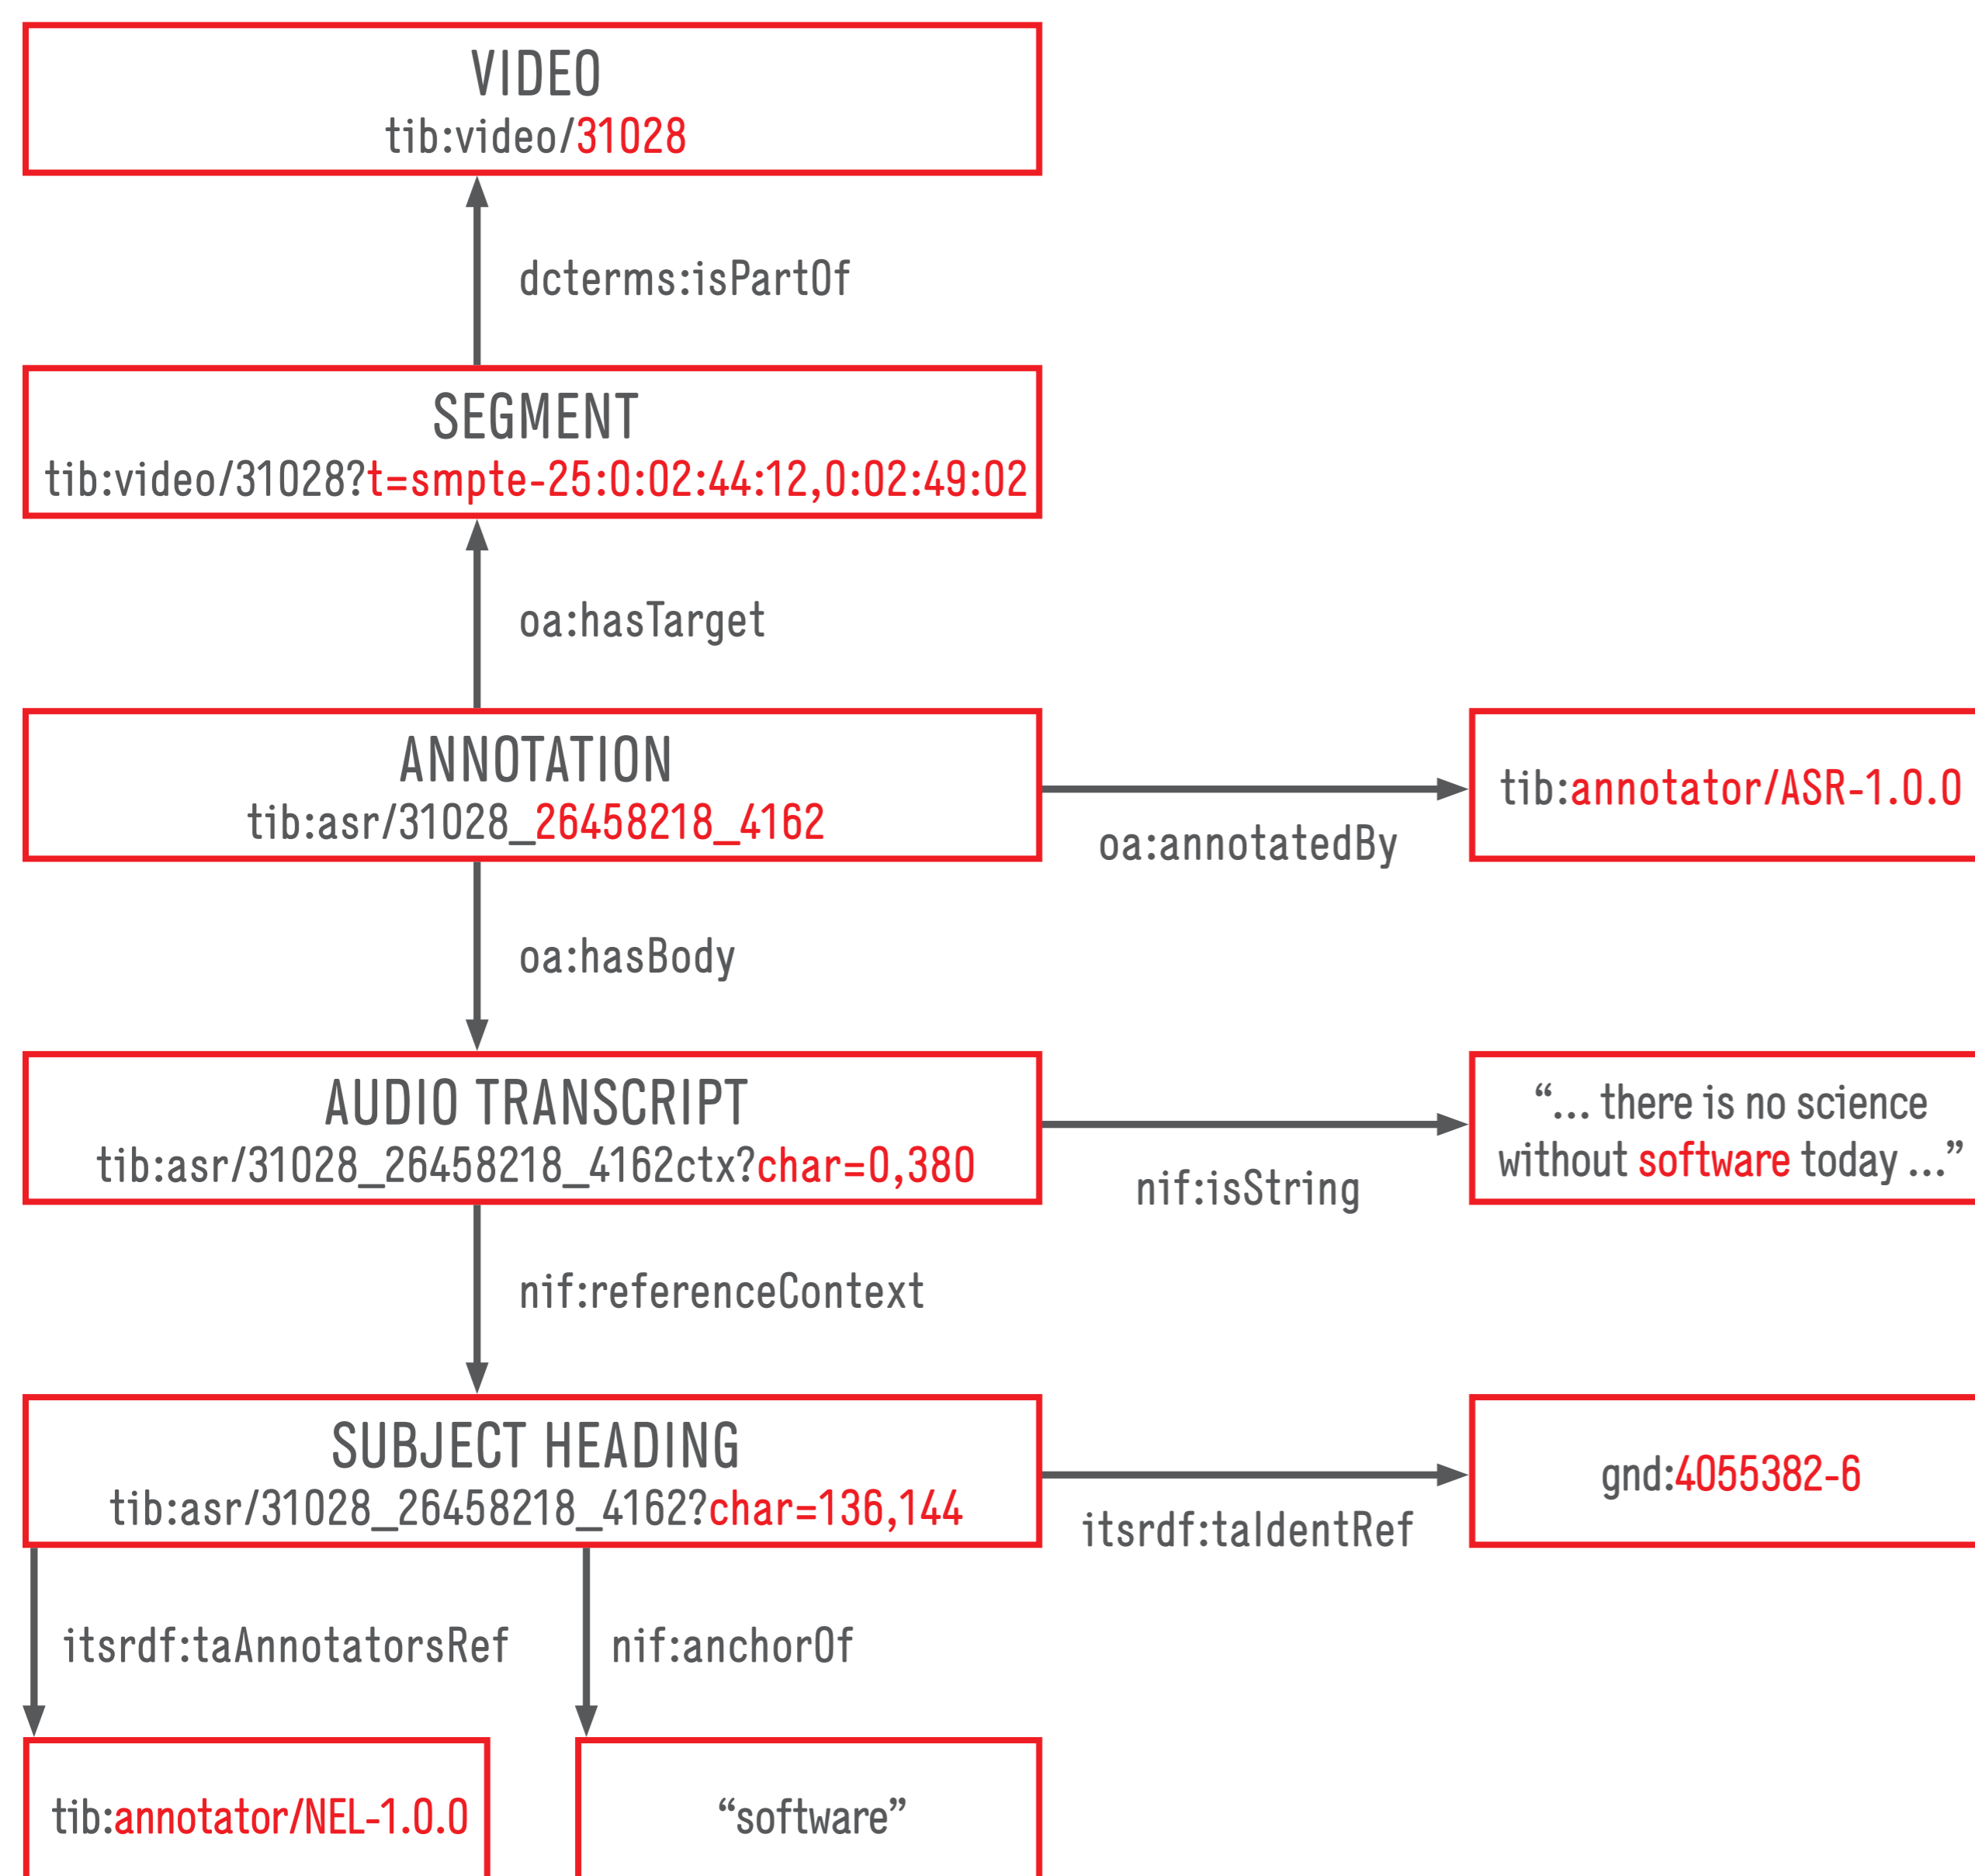 VIDEO
tib:video/31028
dcterms:isPartOf
SEGMENT
tib:video/31028?t=smpte-25:0:02:44:12,0:02:49:02
oa:hasTarget
ANNOTATION
tib:asr/31028_26458218_4162
oa:annotatedBy
tib:annotator/ASR-1.0.0
oa:hasBody
AUDIO TRANSCRIPT
tib:asr/31028_26458218_4162ctx?char=0,380
nif:isString
“... there is no science
without software today ...”
nif:referenceContext
SUBJECT HEADING
tib:asr/31028_26458218_4162?char=136,144
itsrdf:taIdentRef
gnd:4055382-6
itsrdf:taAnnotatorsRef
nif:anchorOf
tib:annotator/NEL-1.0.0
“software”